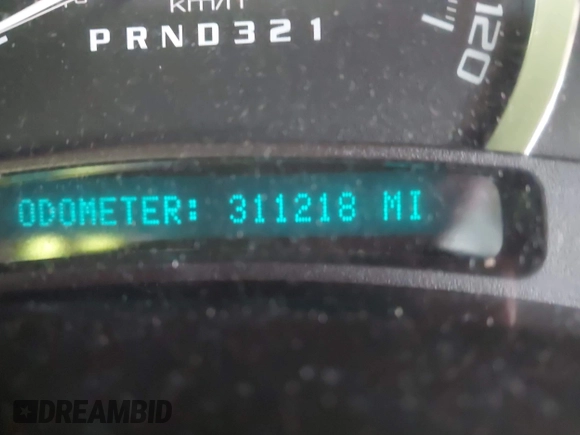 km/h
120
PRND321
ODOMETER: 311218 MI
DREAMBID